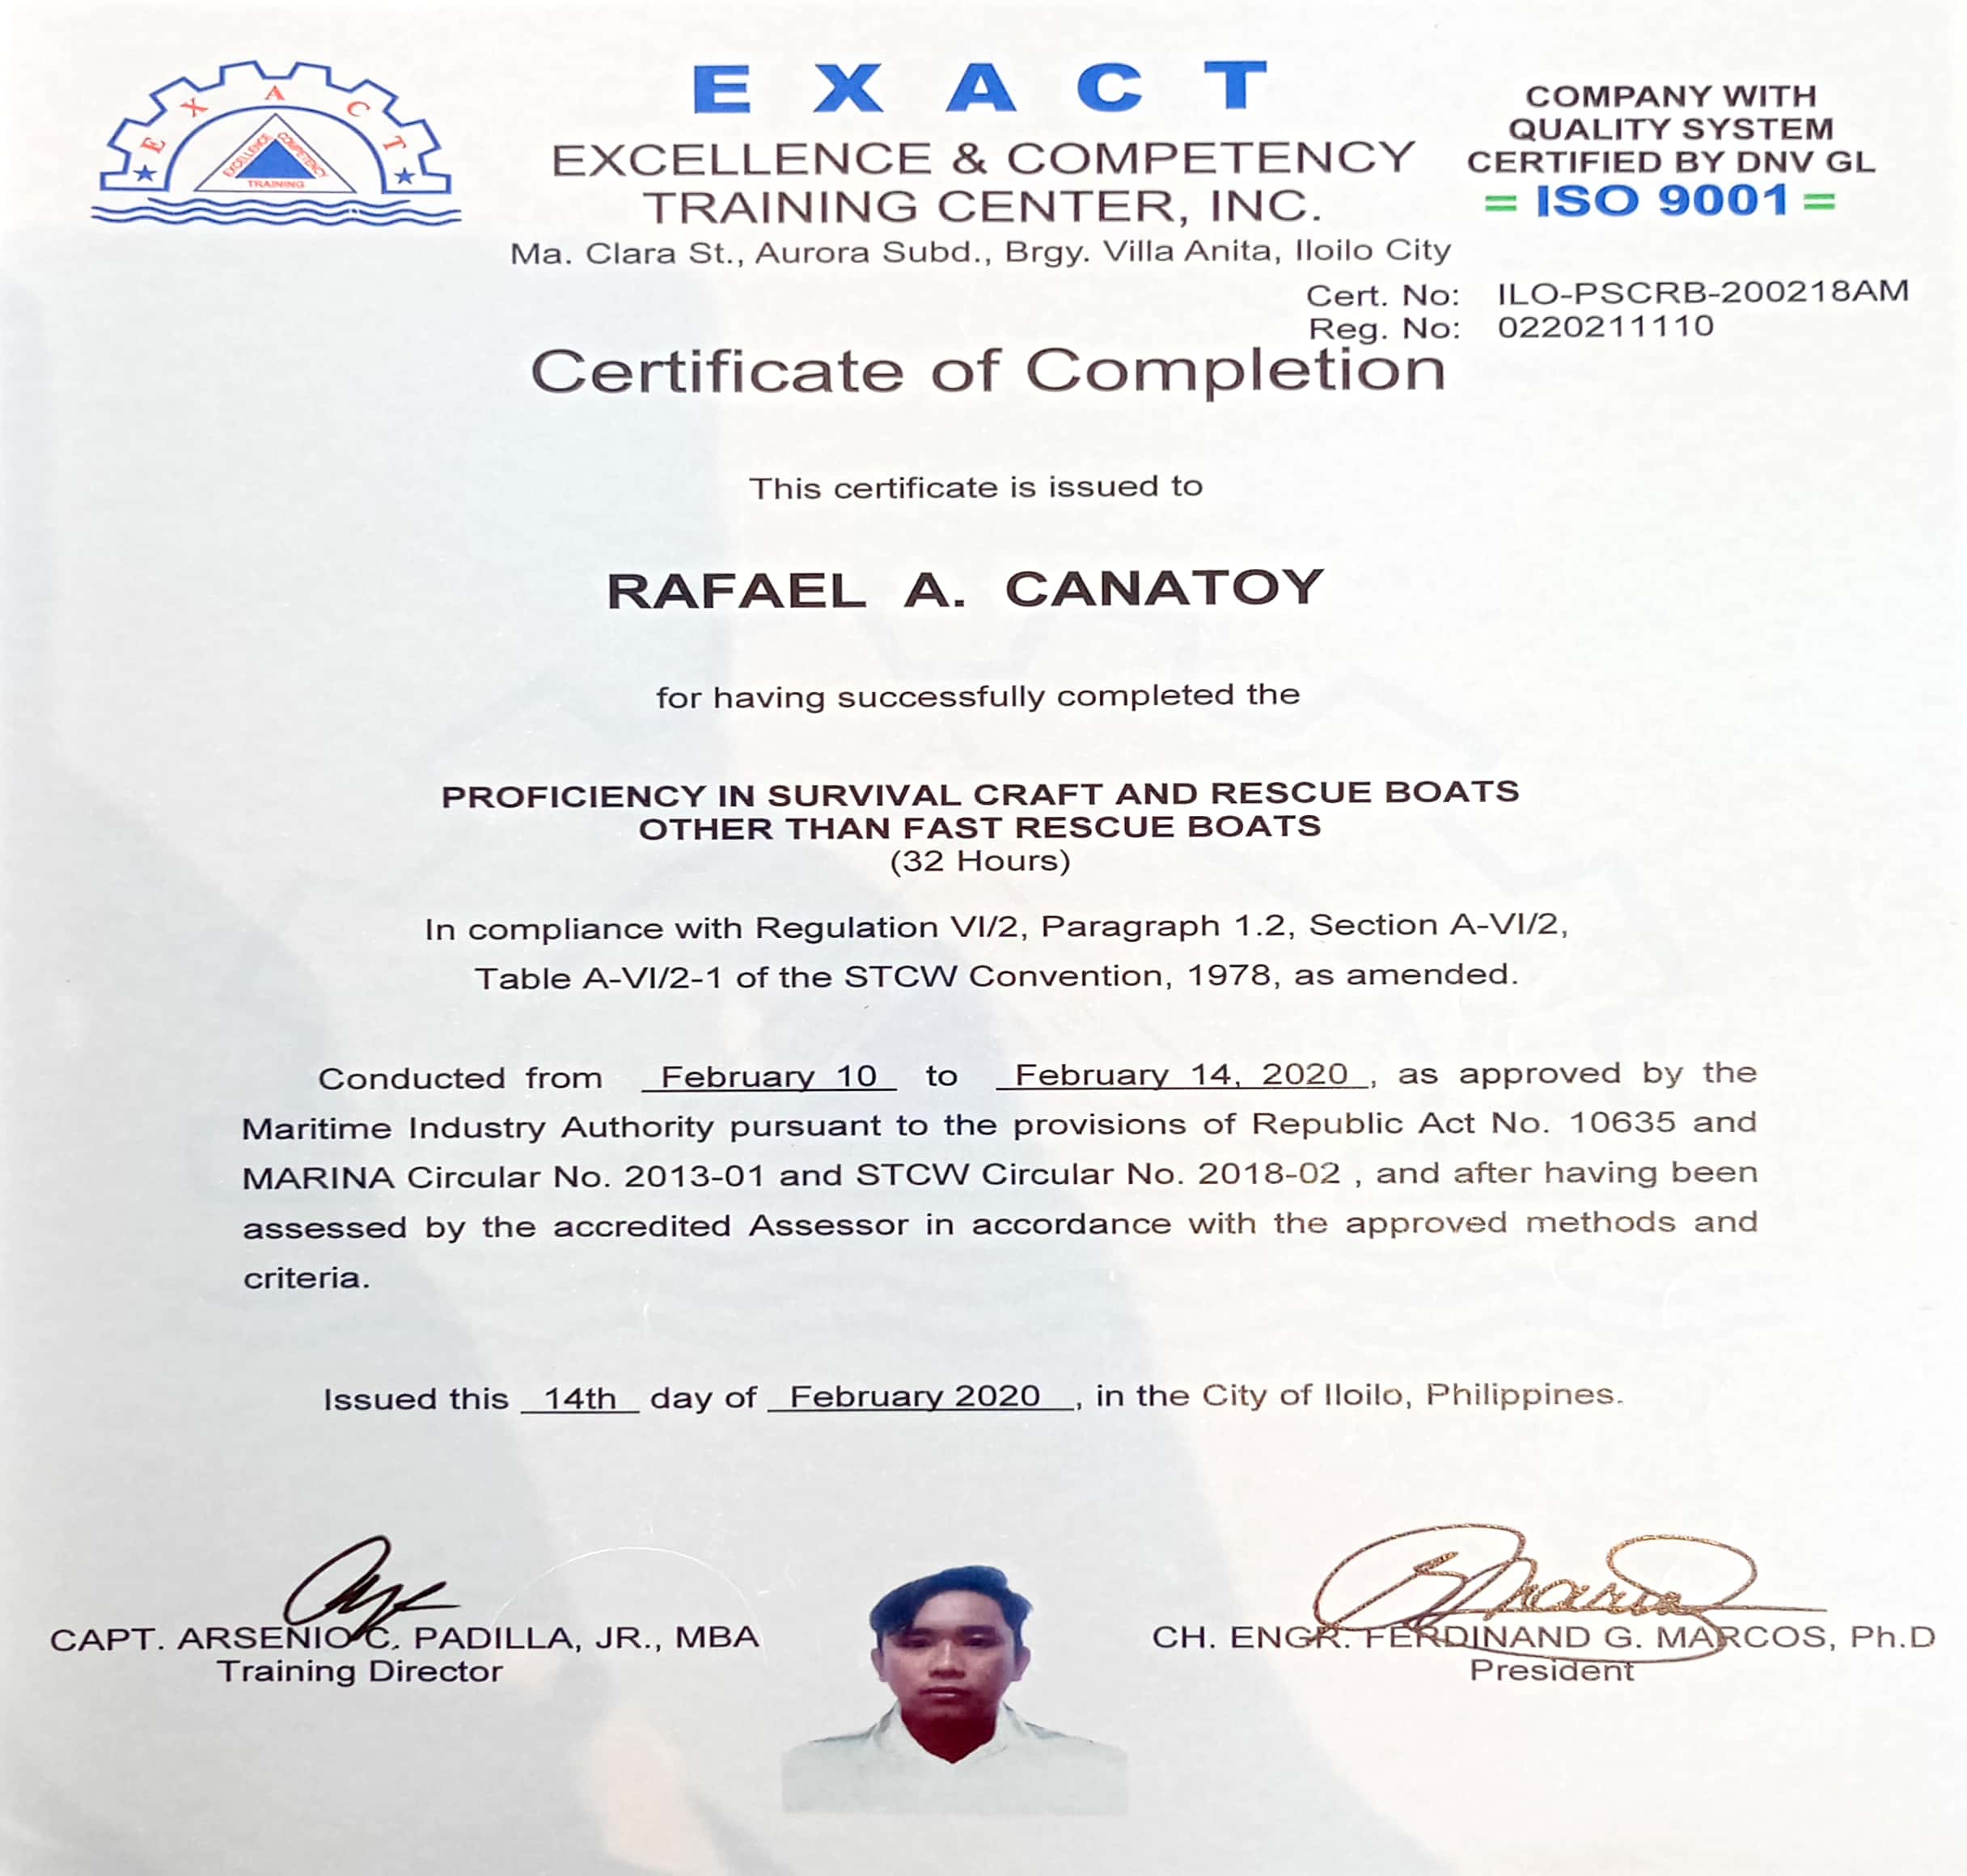 E X A C T
EXCELLENCE COMPETENCY
TRAINING
E X A C T
EXCELLENCE & COMPETENCY
TRAINING CENTER, INC.
Ma. Clara St., Aurora Subd., Brgy. Villa Anita, Iloilo City
COMPANY WITH
QUALITY SYSTEM
CERTIFIED BY DNV GL
= ISO 9001 =
Cert. No: ILO-PSCRB-200218AM
Reg. No: 0220211110
Certificate of Completion
This certificate is issued to
RAFAEL A. CANATOY
for having successfully completed the
PROFICIENCY IN SURVIVAL CRAFT AND RESCUE BOATS
OTHER THAN FAST RESCUE BOATS
(32 Hours)
In compliance with Regulation VI/2, Paragraph 1.2, Section A-VI/2,
Table A-VI/2-1 of the STCW Convention, 1978, as amended.
Conducted from February 10 to February 14, 2020, as approved by the
Maritime Industry Authority pursuant to the provisions of Republic Act No. 10635 and
MARINA Circular No. 2013-01 and STCW Circular No. 2018-02 , and after having been
assessed by the accredited Assessor in accordance with the approved methods and
criteria.
Issued this 14th day of February 2020 , in the City of Iloilo, Philippines.
CAPT. ARSENIO C. PADILLA, JR., MBA
Training Director
CH. ENGR. FERDINAND G. MARCOS, Ph.D
President